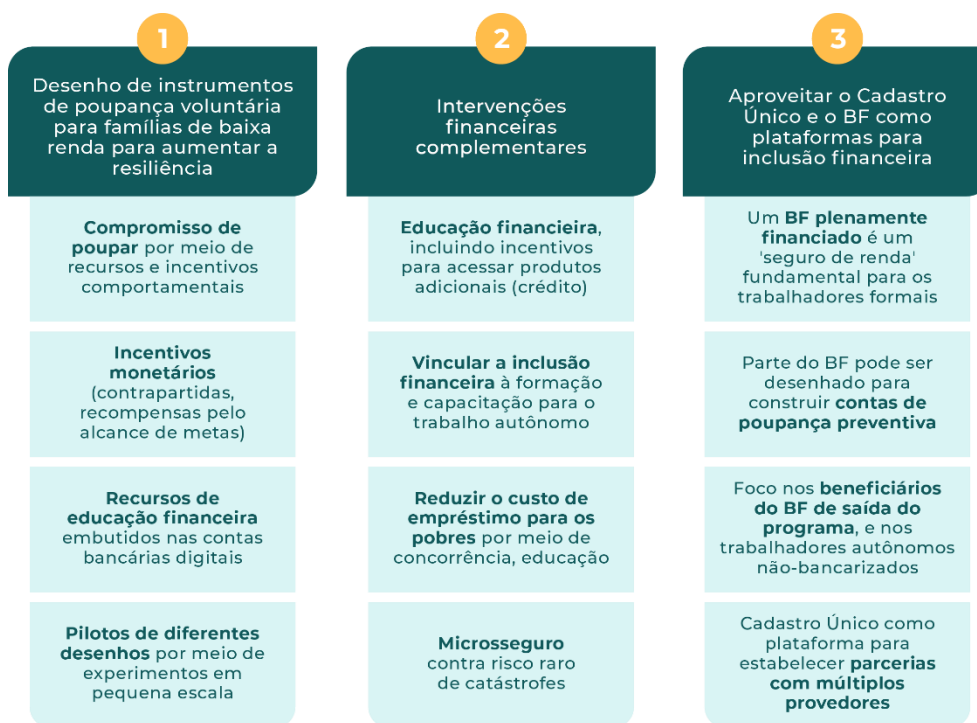 1
Desenho de instrumentos
de poupança voluntária
para famílias de baixa
renda para aumentar a
resiliência
Compromisso de
poupar por meio de
recursos e incentivos
comportamentais
Incentivos
monetários
(contrapartidas,
recompensas pelo
alcance de metas)
Recursos de
educação financeira
embutidos nas contas
bancárias digitais
Pilotos de diferentes
desenhos por meio de
experimentos em
pequena escala
2
Intervenções
financeiras
complementares
Educação financieira,
incluindo incentivos
para acessar produtos
adicionais (crédito)
Vincular a inclusão
financeira à formação
e capacitação para o
trabalho autônomo
Reduzir o custo de
empréstimo para os
pobres por meio de
concorrência, educação
Microsseguro
contra risco raro
de catástrofes
3
Aproveitar o Cadastro
Único e o BF como
plataformas para
inclusão financeira
Um BF plenamente
financiado é um
'seguro de renda'
fundamental para os
trabalhadores formais
Parte do BF pode ser
desenhado para
construir contas de
poupança preventiva
Foco nos beneficiários
do BF de saída do
programa, e nos
trabalhadores autônomos
não-bancarizados
Cadastro Único como
plataforma para
estabelecer parcerias
com múltiplos
provedores